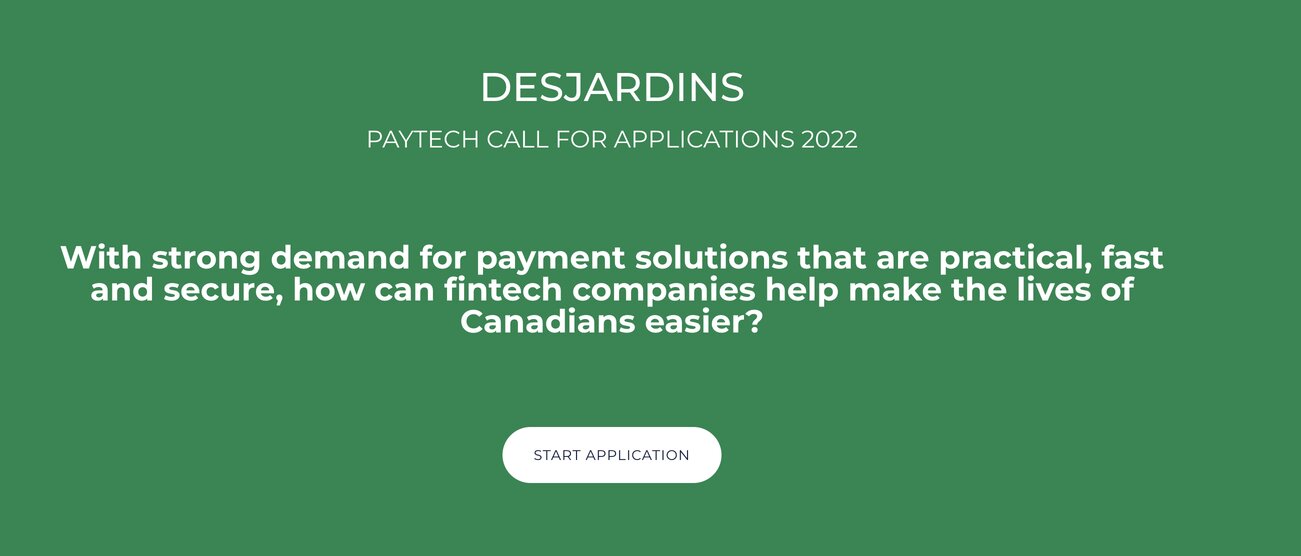 DESJARDINS
PAYTECH CALL FOR APPLICATIONS 2022
With strong demand for payment solutions that are practical, fast
and secure, how can fintech companies help make the lives of
Canadians easier?
START APPLICATION